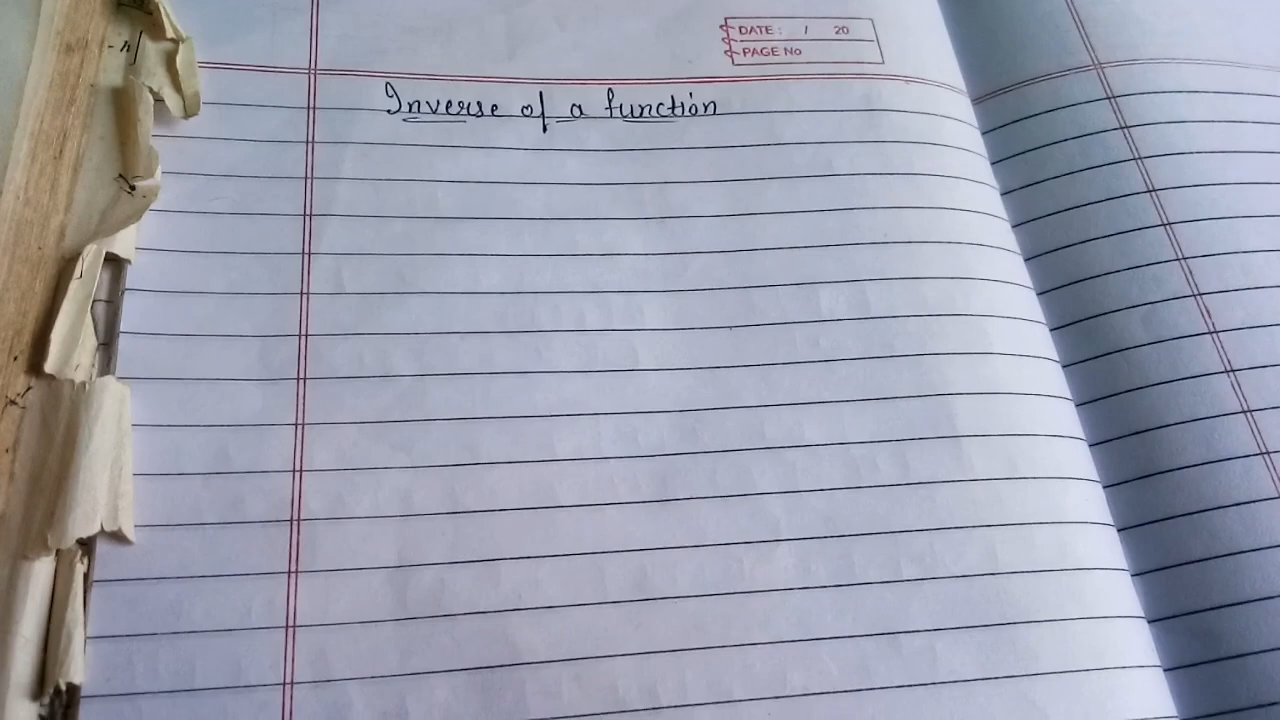 DATE: / 20
PAGE No
Inverse of a function